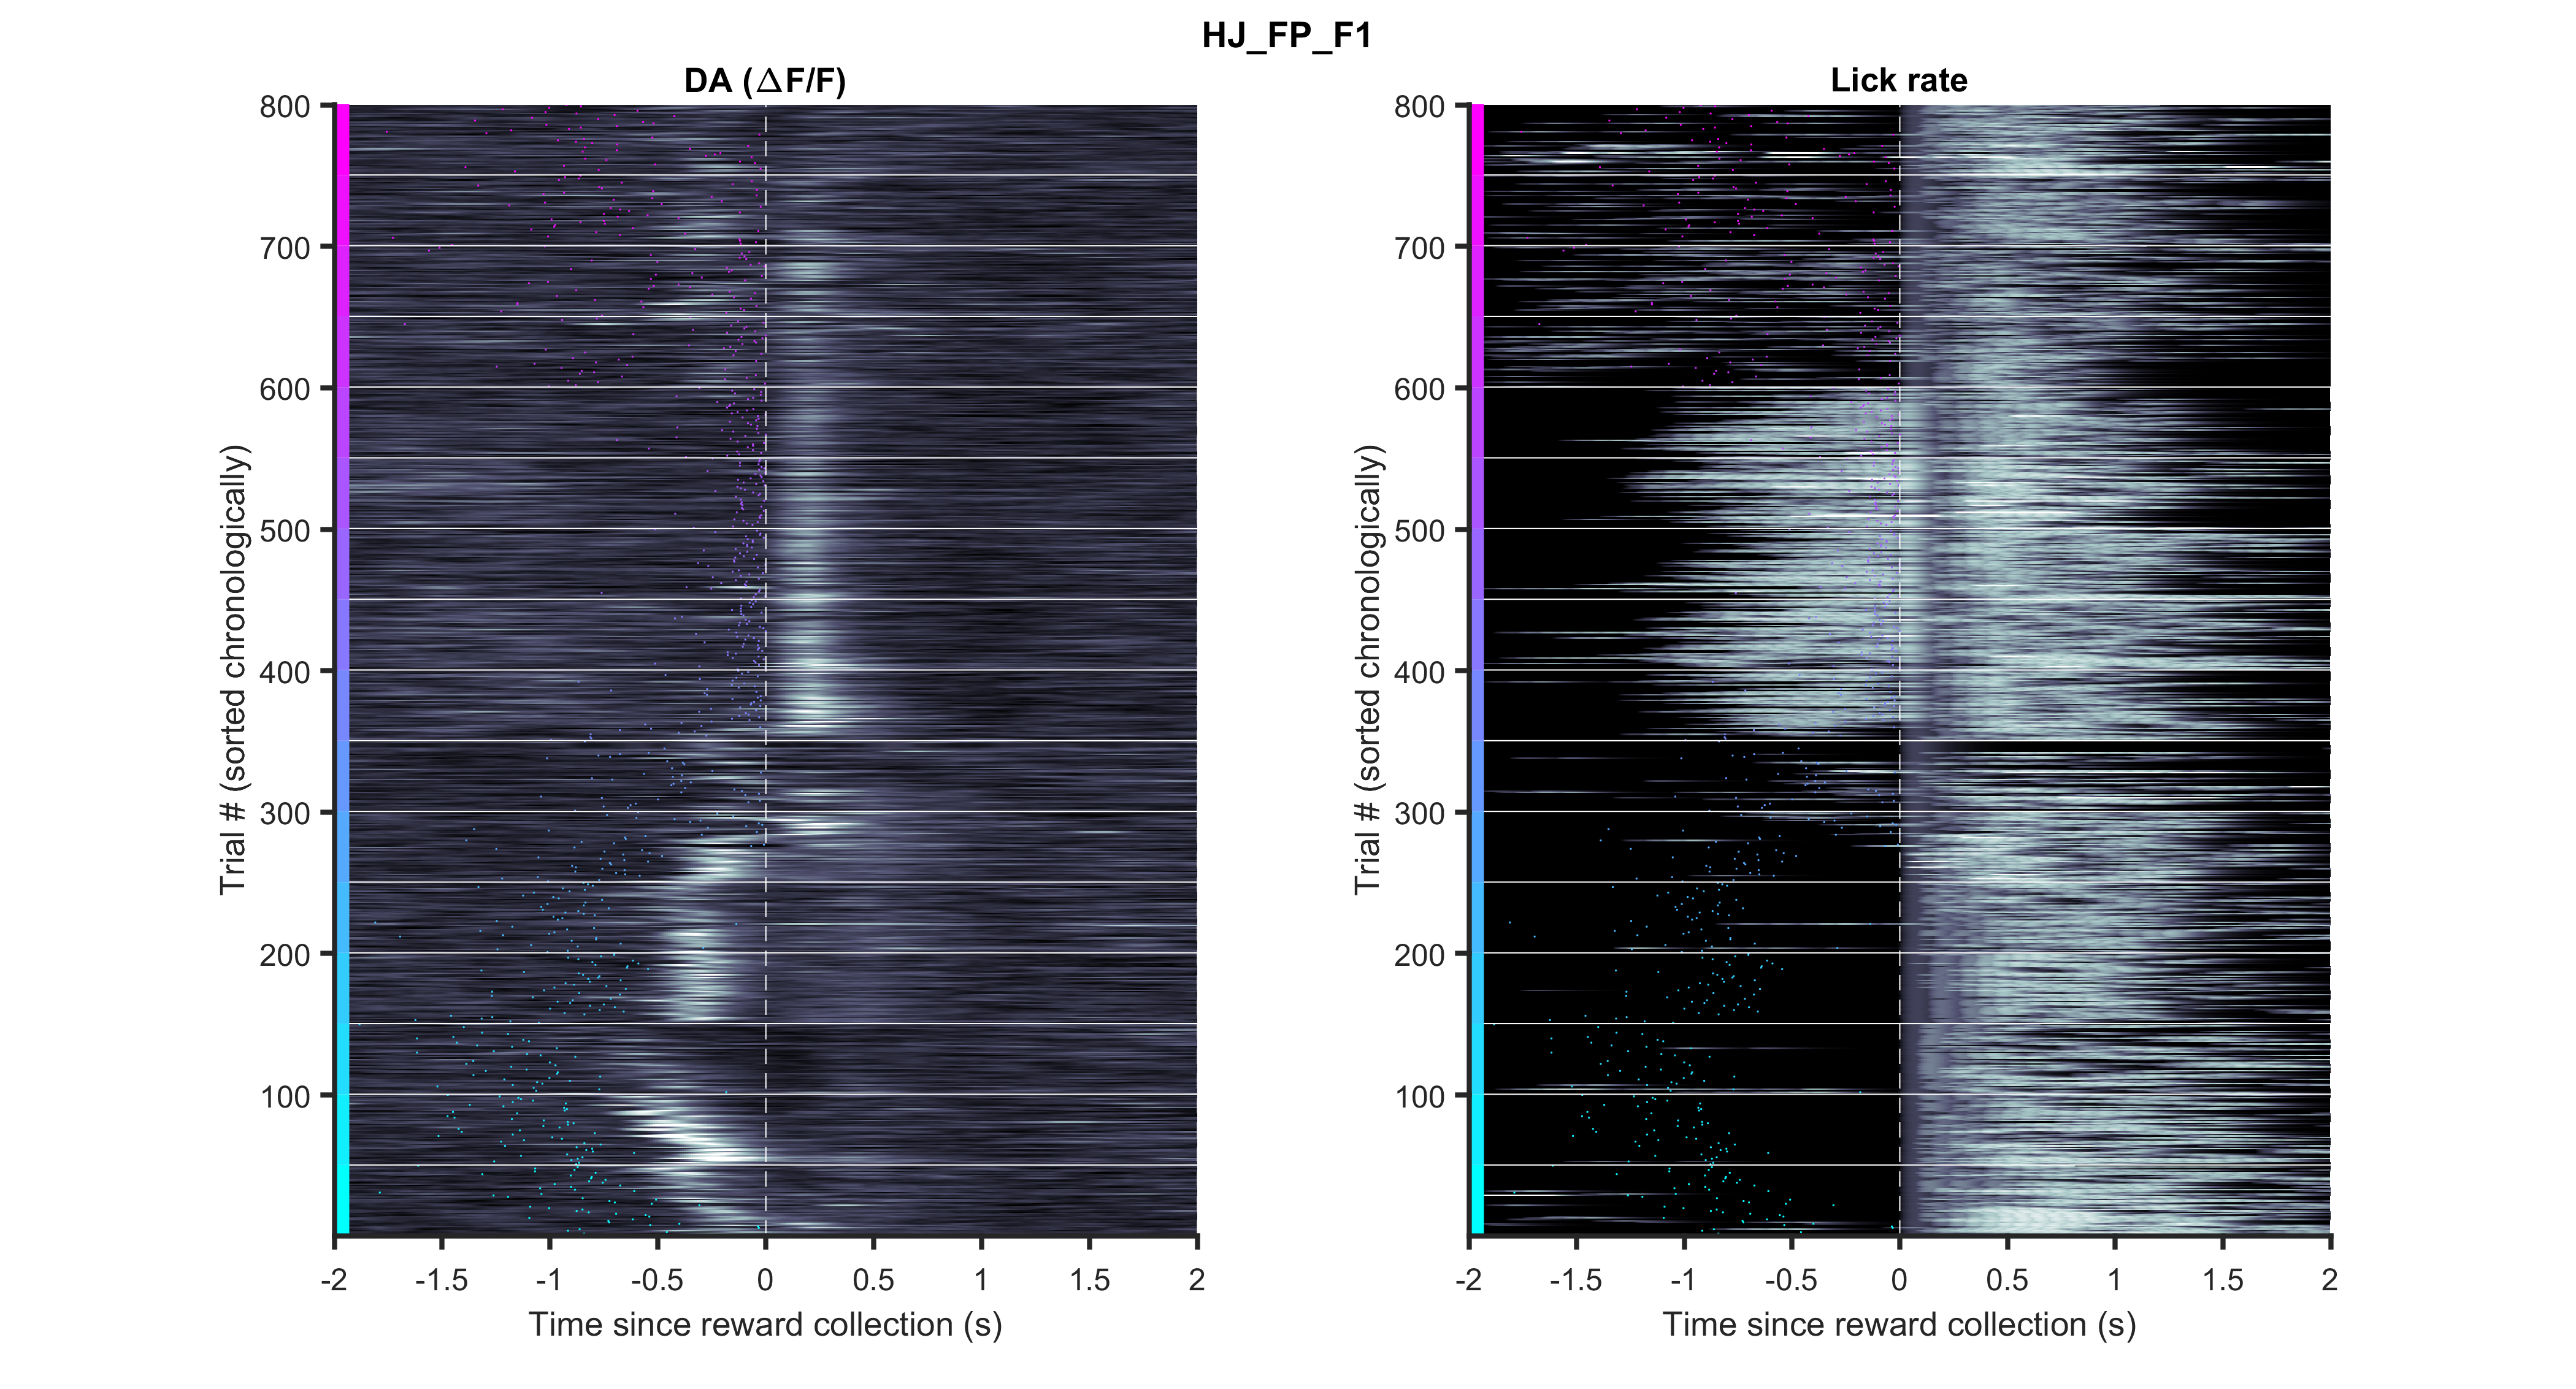 HJ_FP_F1
DA (ΔF/F)
Trial # (sorted chronologically)
800
700
600
500
400
300
200
100
-2 -1.5 -1 -0.5 0 0.5 1 1.5 2
Time since reward collection (s)
Lick rate
Trial # (sorted chronologically)
800
700
600
500
400
300
200
100
-2 -1.5 -1 -0.5 0 0.5 1 1.5 2
Time since reward collection (s)